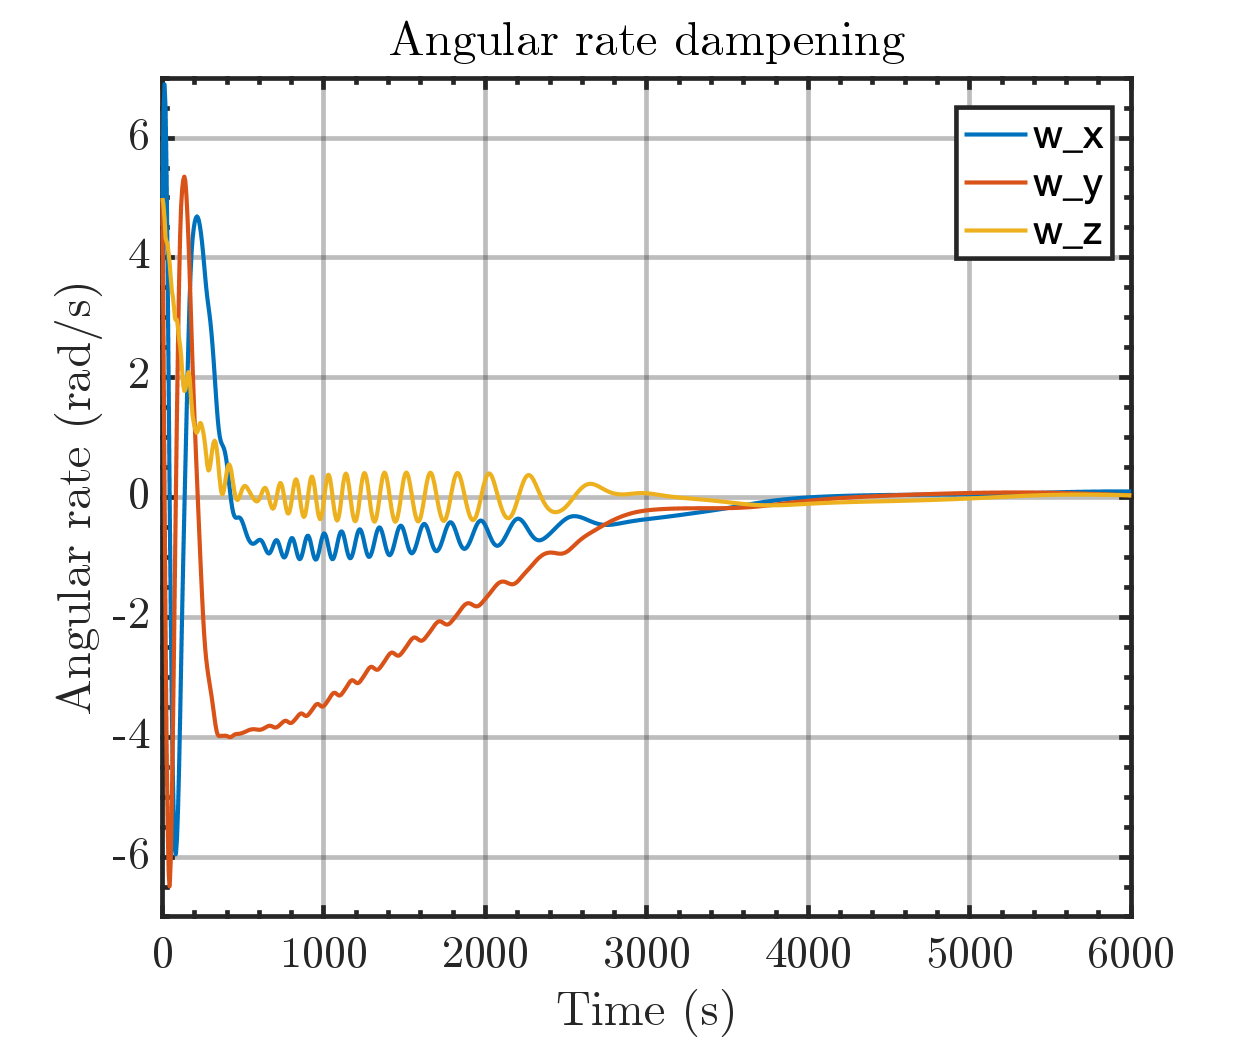 Angular rate dampening
w_x
w_y
w_z
6
4
2
0
-2
-4
-6
Angular rate (rad/s)
0 1000 2000 3000 4000 5000 6000
Time (s)